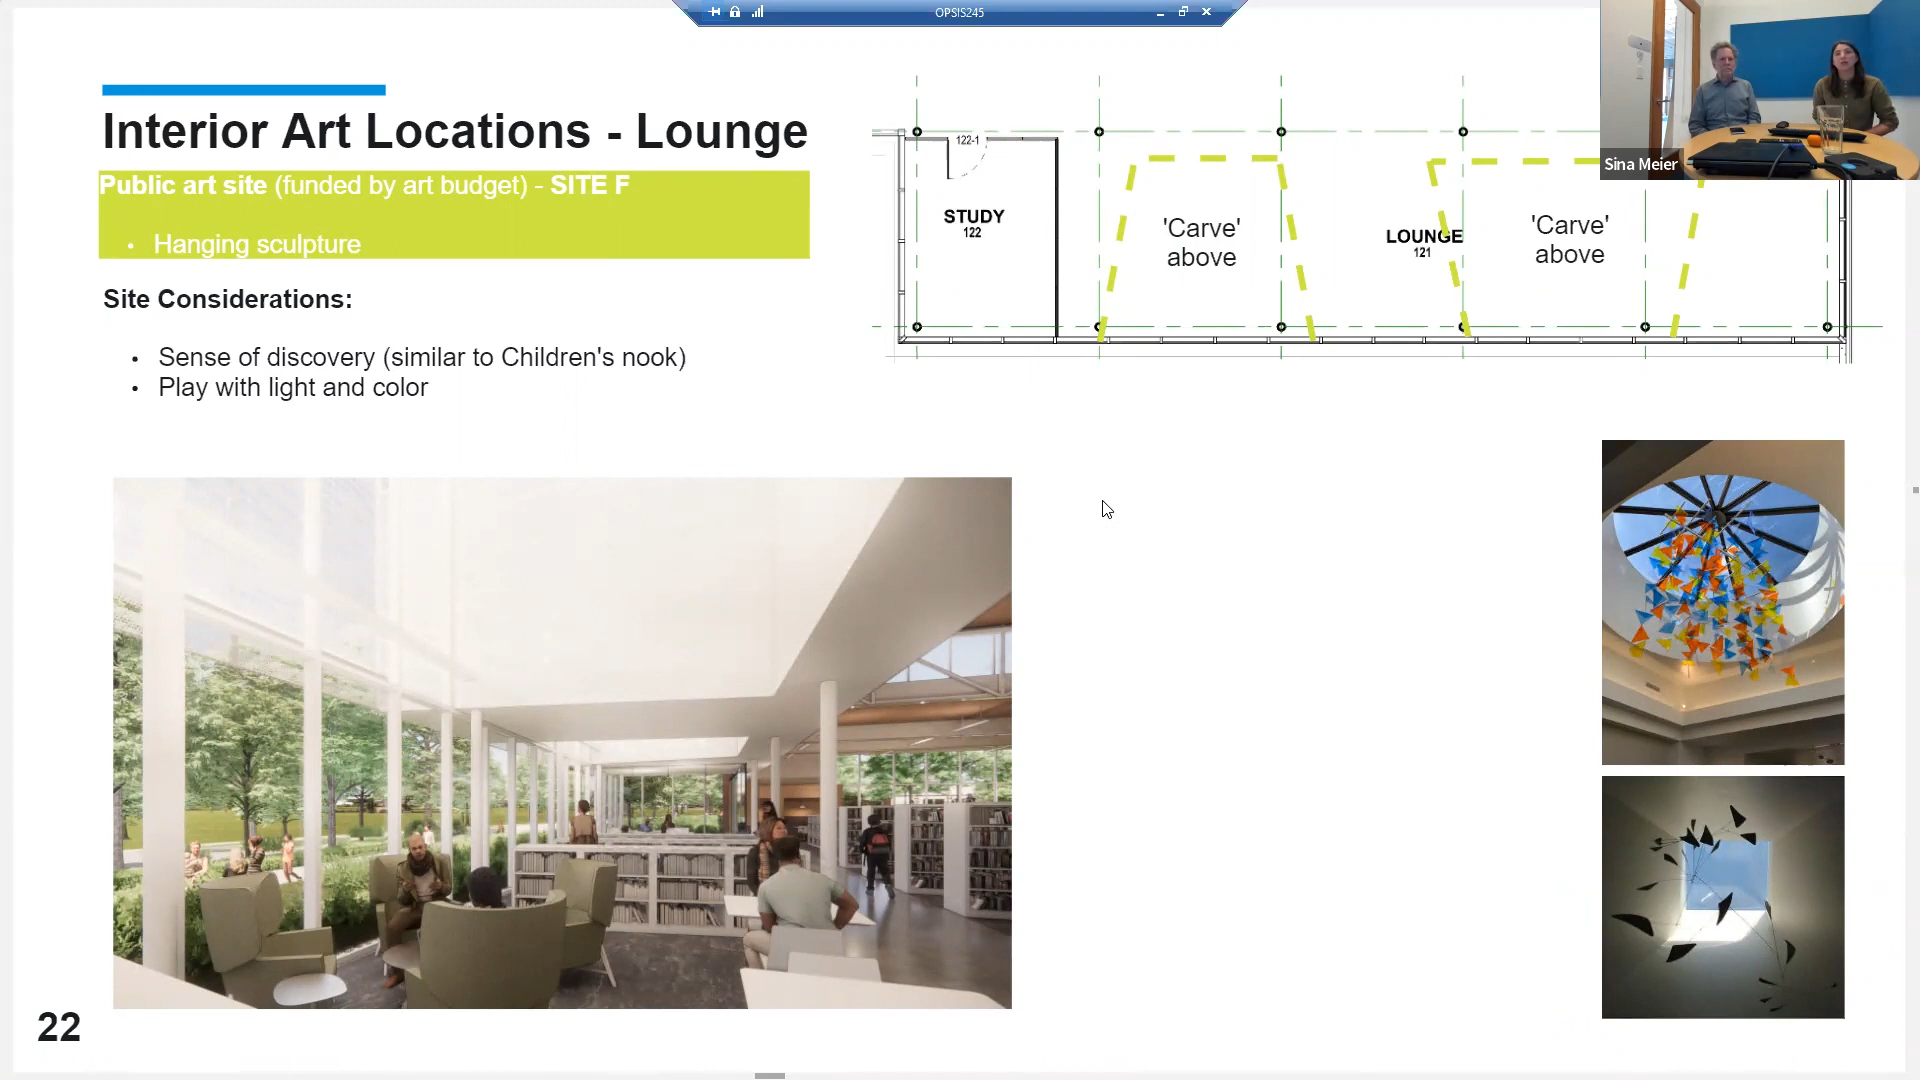 OPSIS245
Interior Art Locations - Lounge
Public art site (funded by art budget) - SITE F
• Hanging sculpture
Site Considerations:
• Sense of discovery (similar to Children's nook)
• Play with light and color
122-1
STUDY
122
'Carve'
above
LOUNGE
121
'Carve'
above
Sina Meier
22